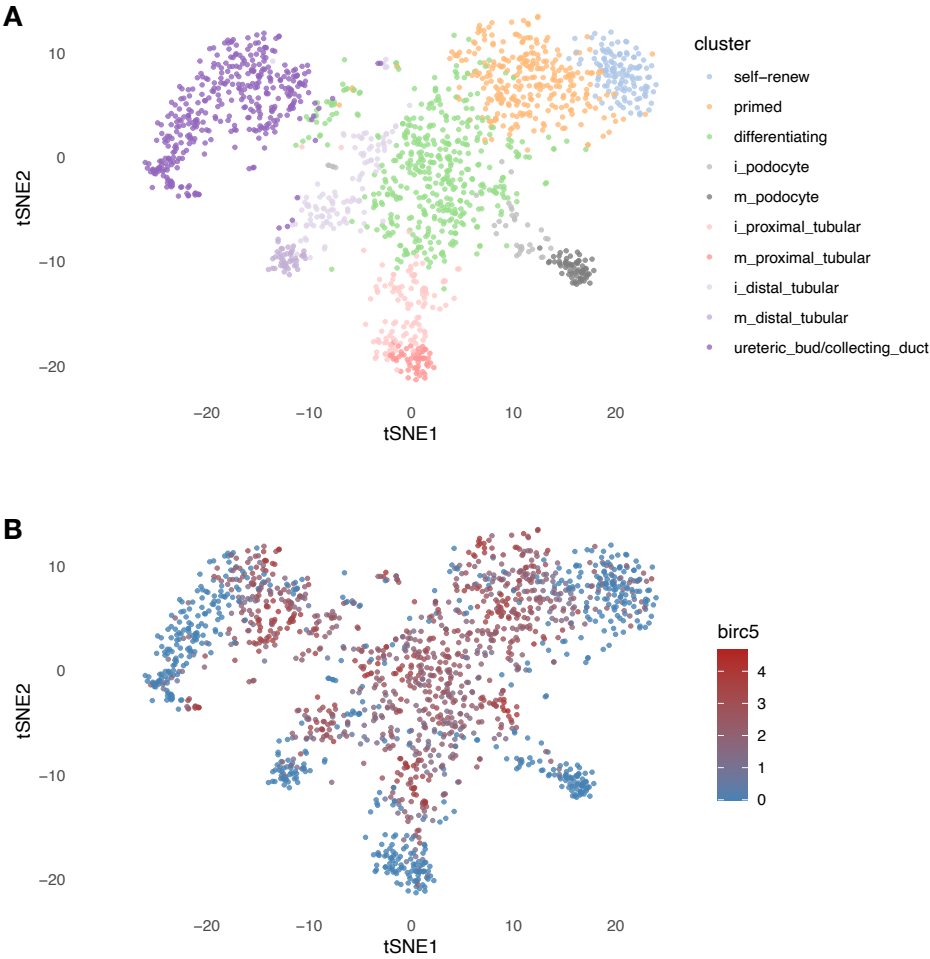 A
cluster
self−renew
primed
differentiating
i_podocyte
m_podocyte
i_proximal_tubular
m_proximal_tubular
i_distal_tubular
m_distal_tubular
ureteric_bud/collecting_duct
10
0
−10
−20
tSNE2
−20 −10 0 10 20
tSNE1
B
10
0
−10
−20
tSNE2
birc5
4
3
2
1
0
−20 −10 0 10 20
tSNE1